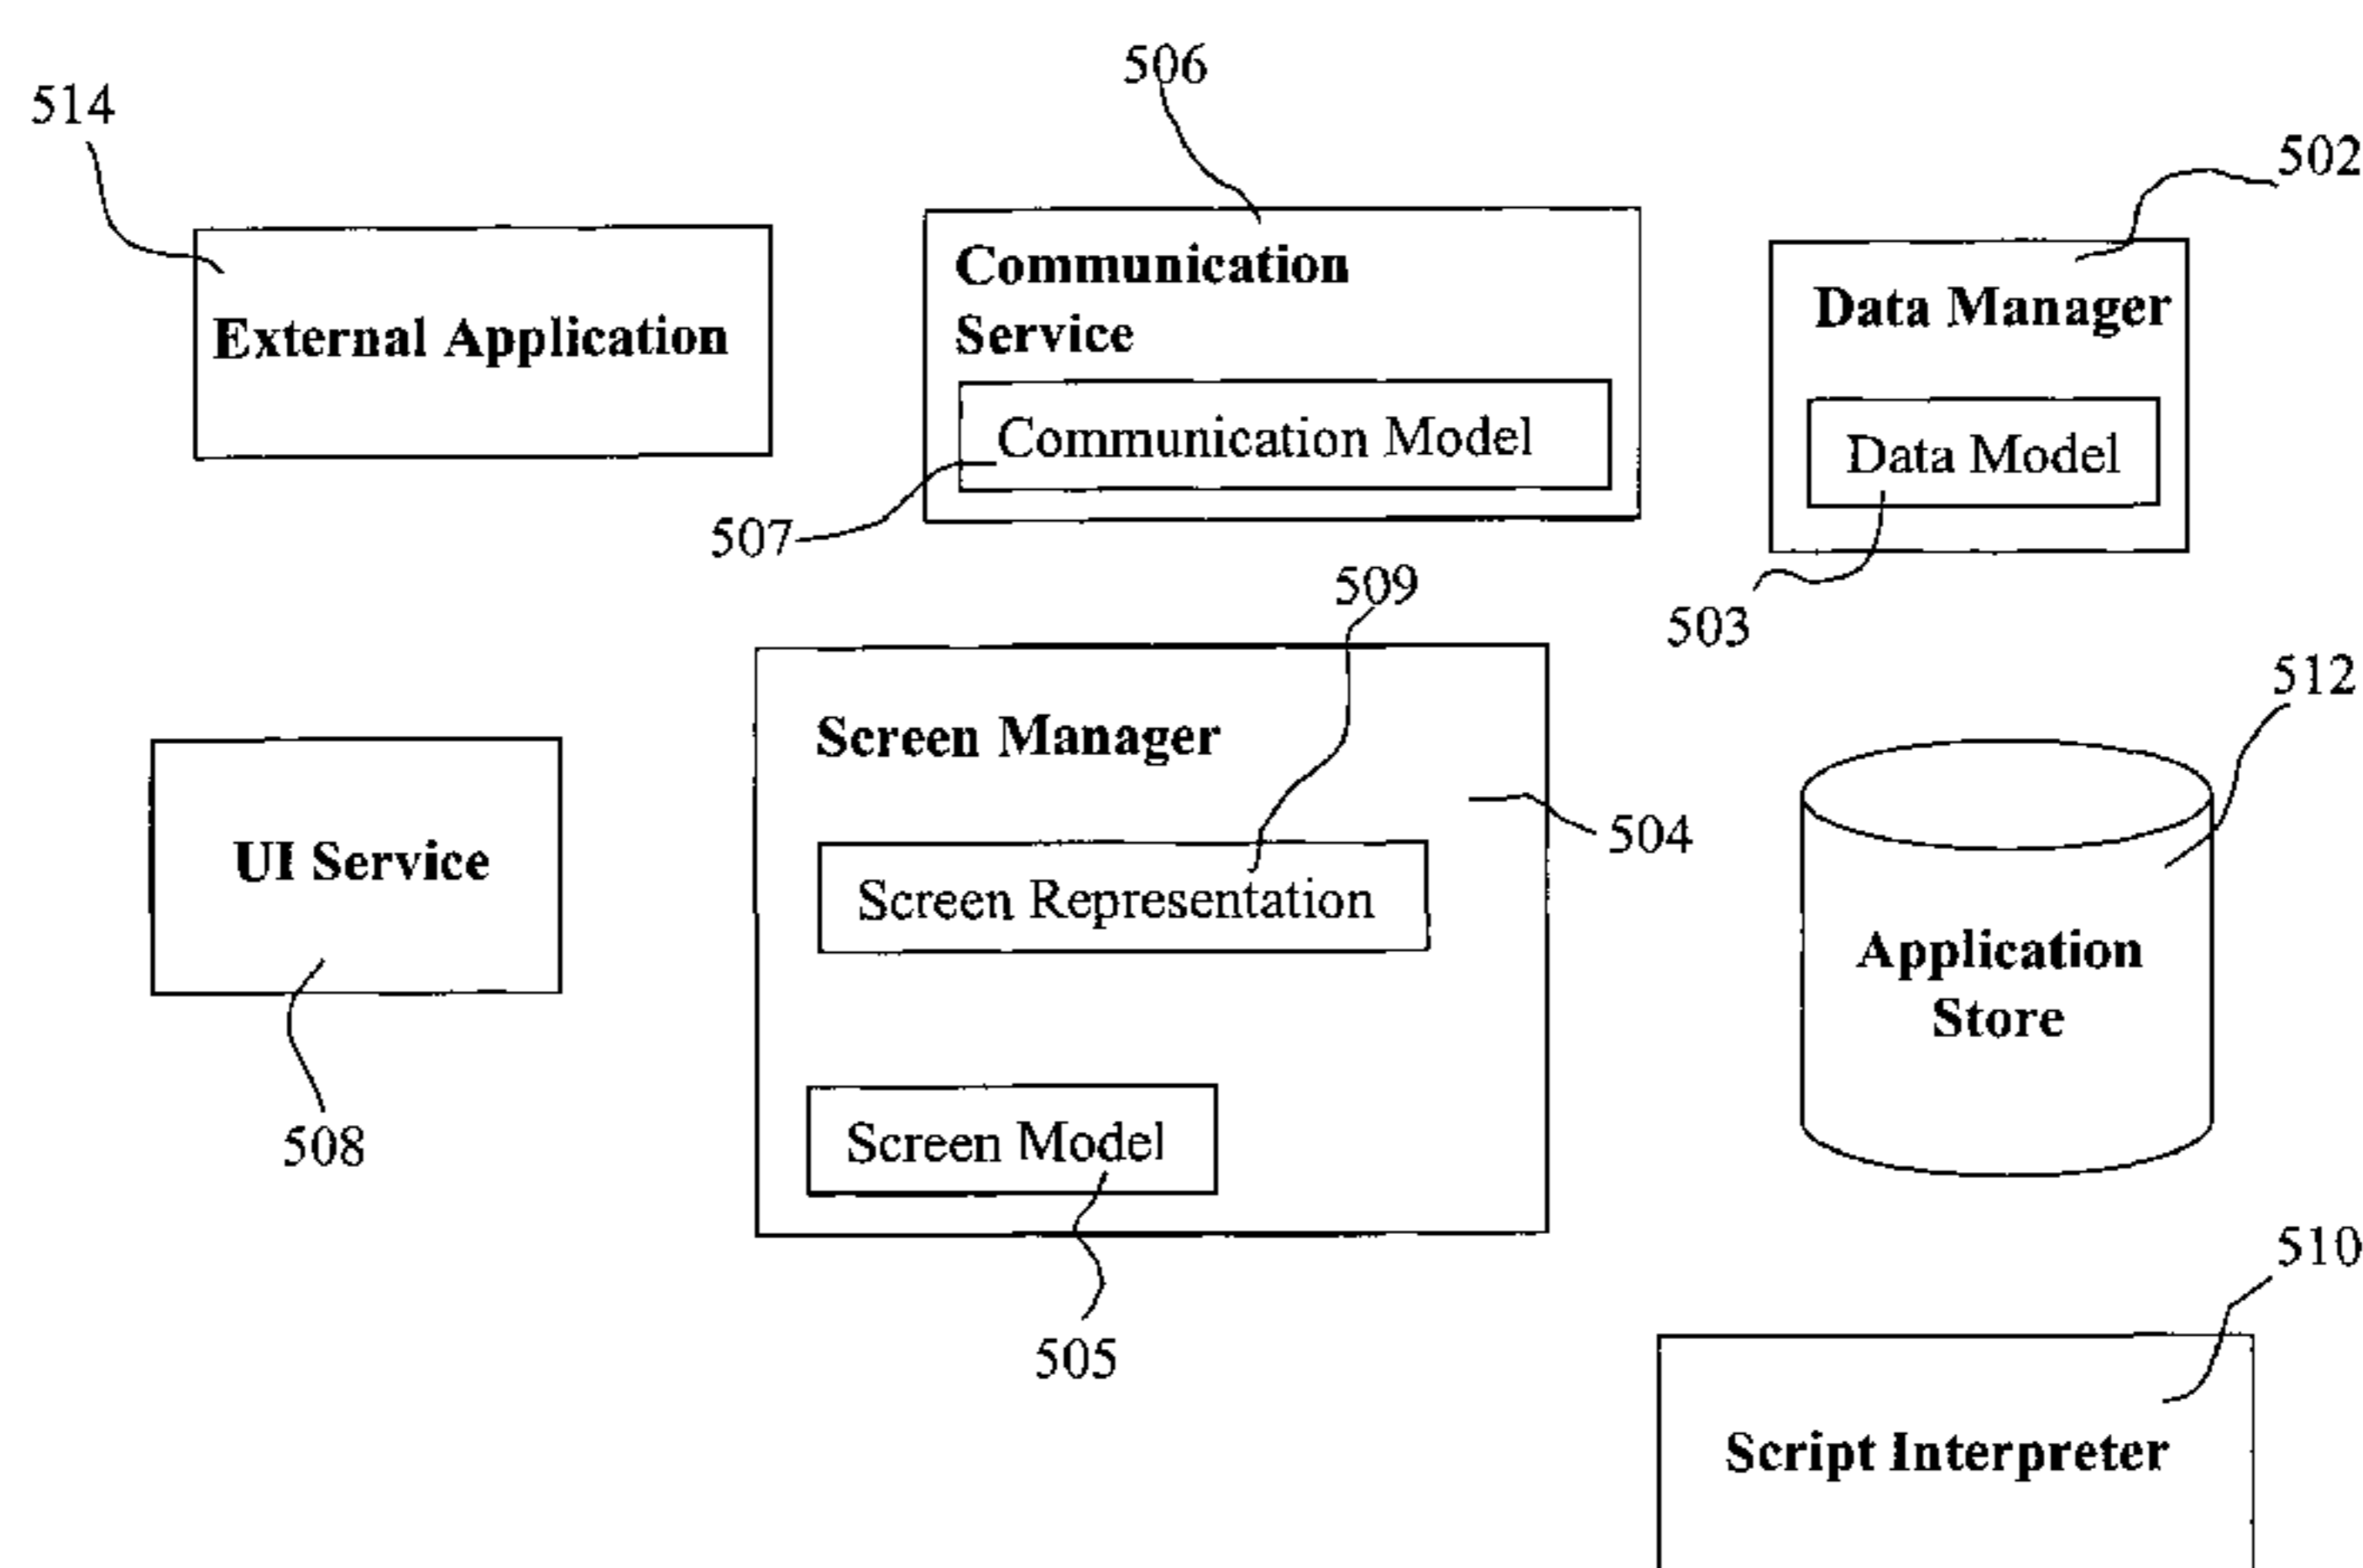 506
514
502
Communication
Service
Data Manager
External Application
Communication Model
Data Model
507
509
503
512
Screen Manager
504
UI Service
Screen Representation
Application
Store
Screen Model
508
510
505
Script Interpreter